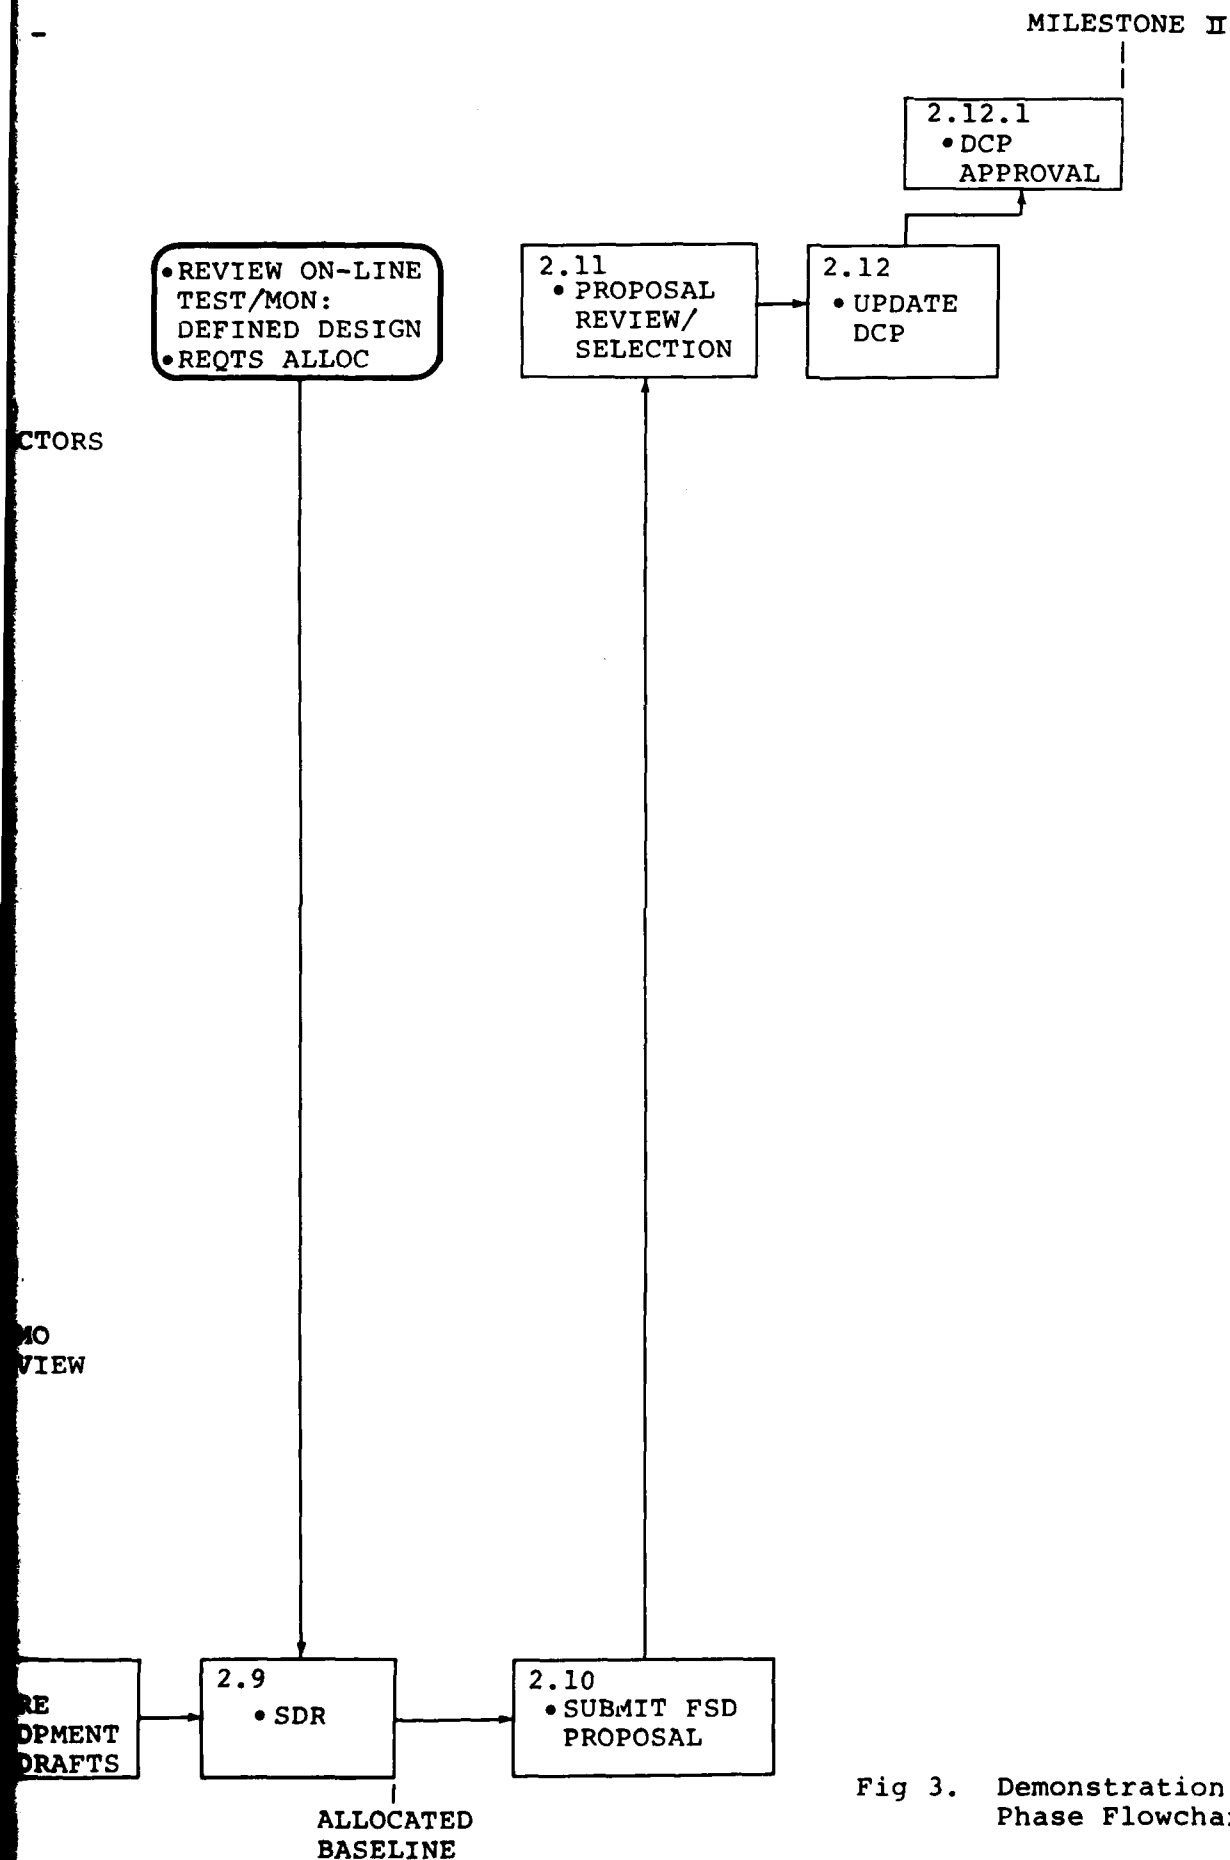 MILESTONE II
2.12.1
• DCP
APPROVAL
• REVIEW ON-LINE
TEST/MON:
DEFINED DESIGN
• REQTS ALLOC
2.11
• PROPOSAL
REVIEW/
SELECTION
2.12
• UPDATE
DCP
CTORS
MO
VIEW
RE
OPMENT
DRAFTS
2.9
• SDR
2.10
• SUBMIT FSD
PROPOSAL
ALLOCATED
BASELINE
Fig 3. Demonstration
Phase Flowcha